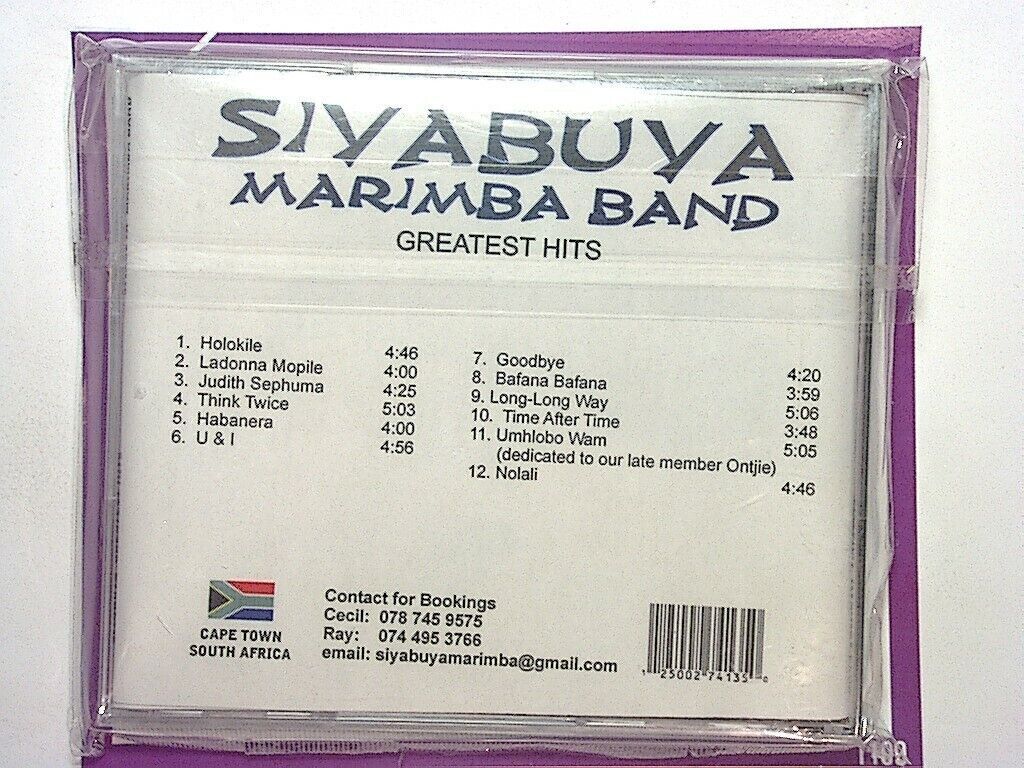 SIYABUYA
MARIMBA BAND
GREATEST HITS
1. Holokile 4:46
2. Ladonna Mopile 4:00
3. Judith Sephuma 4:25
4. Think Twice 5:03
5. Habanera 4:00
6. U & I 4:56
7. Goodbye 4:20
8. Bafana Bafana 3:59
9. Long-Long Way 5:06
10. Time After Time 3:48
11. Umhlobo Wam 5:05
(dedicated to our late member Ontjie)
12. Nolali 4:46
CAPE TOWN
SOUTH AFRICA
Contact for Bookings
Cecil: 078 745 9575
Ray: 074 495 3766
email: siyabuyamarimba@gmail.com
1 25002 74135 0